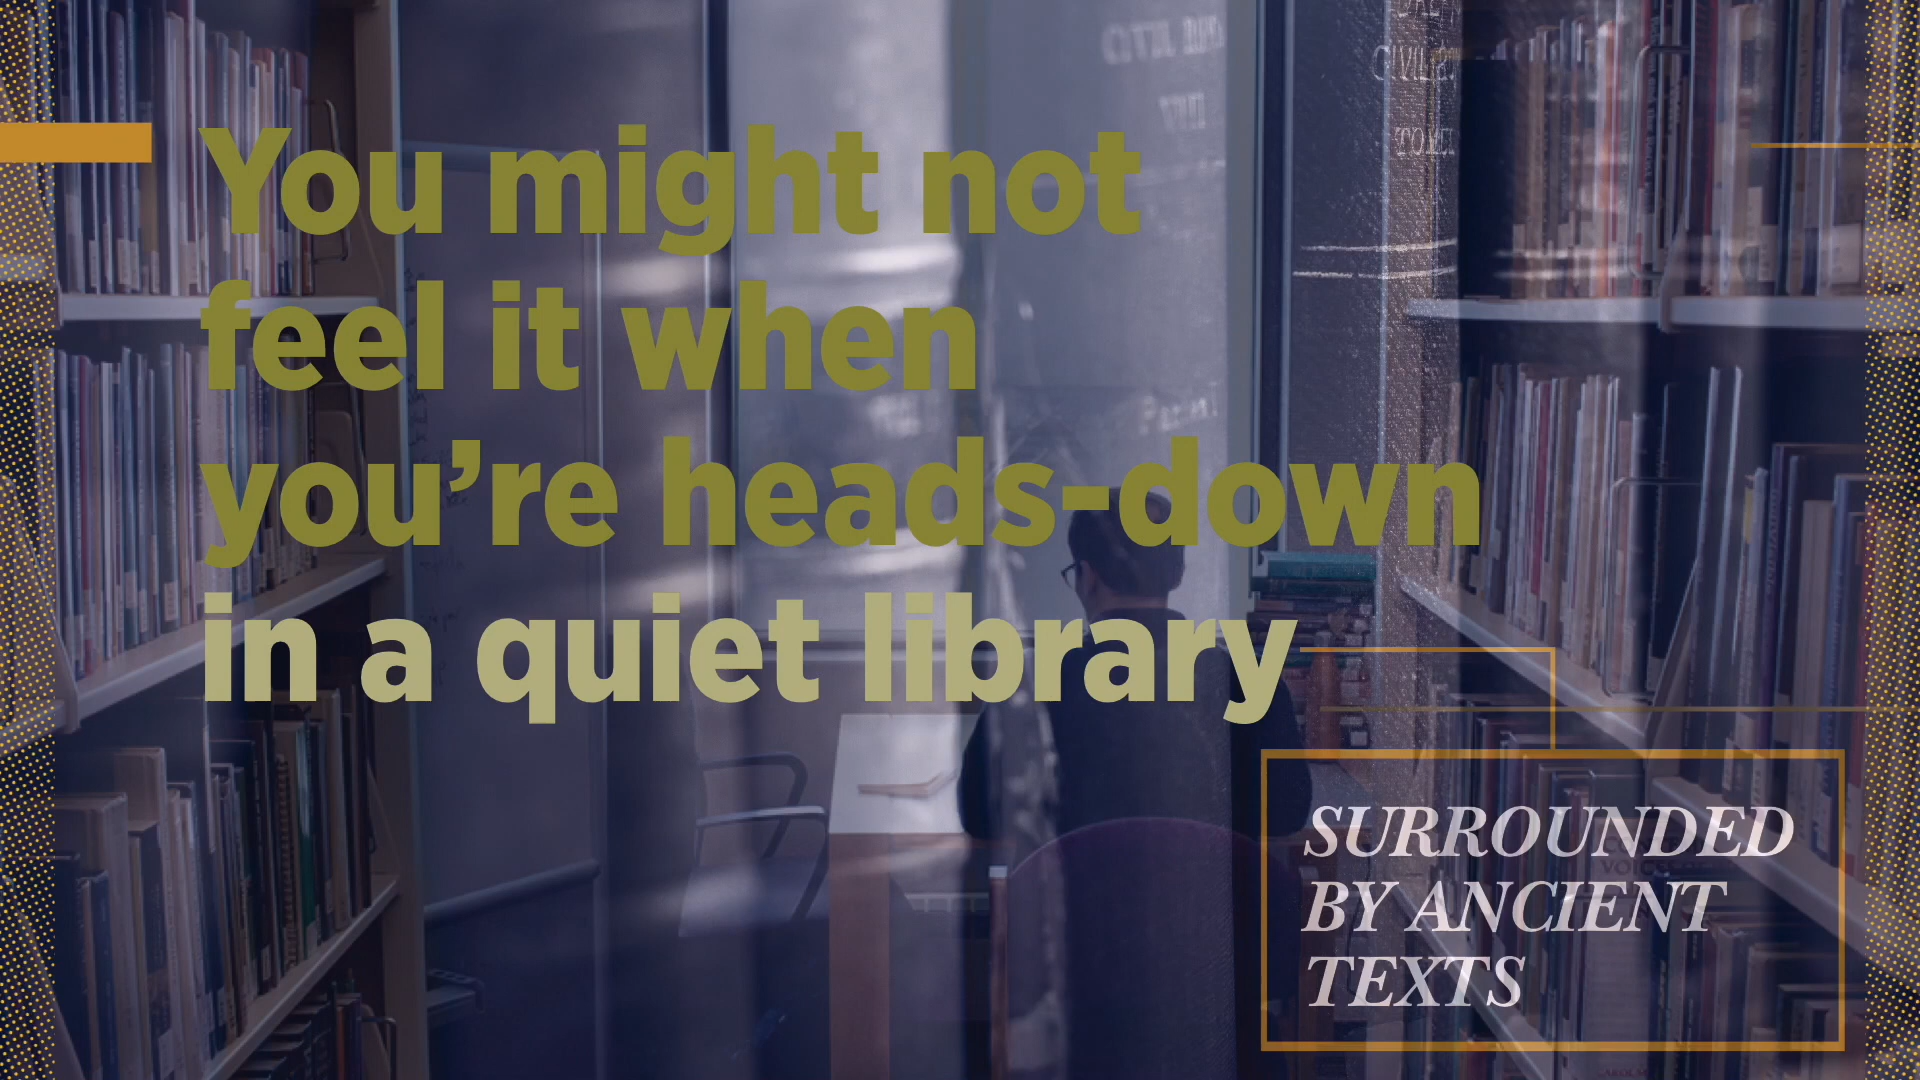 You might not
feel it when
you’re heads-down
in a quiet library
SURROUNDED
BY ANCIENT
TEXTS